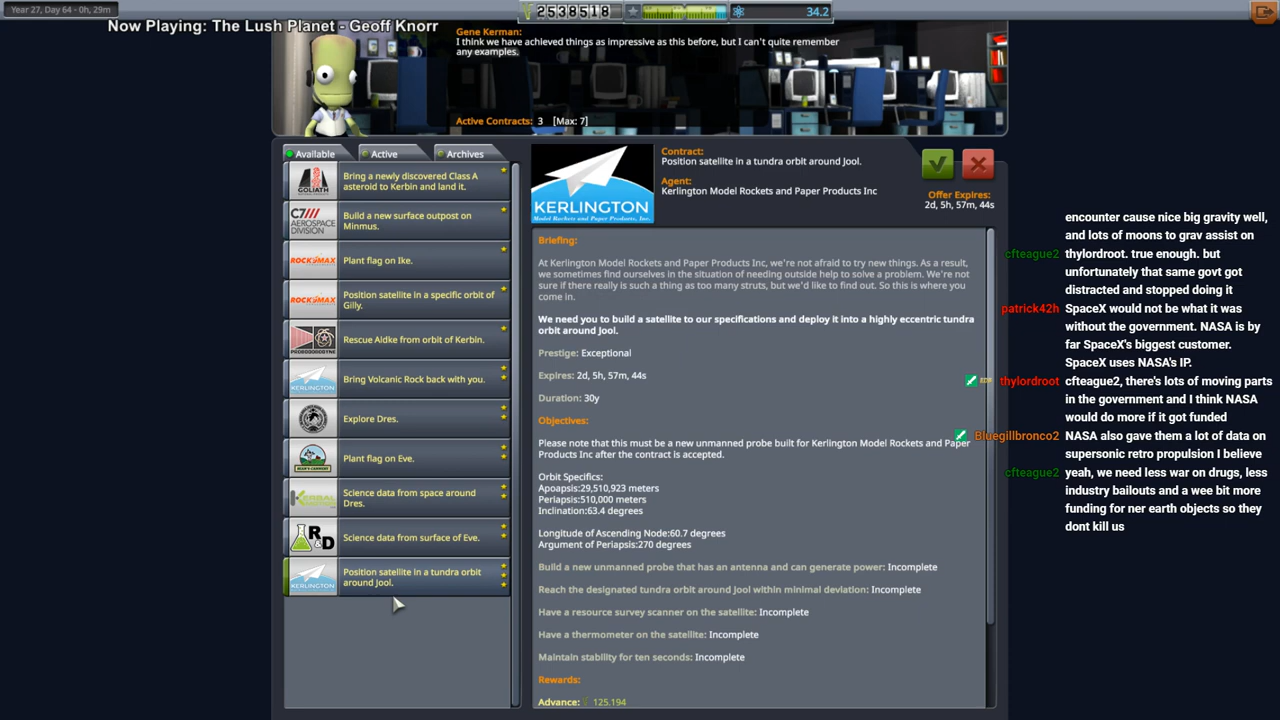 Year 27, Day 64 - 0h, 29m
2538518
34.2
Now Playing: The Lush Planet - Geoff Knorr
Gene Kerman:
I think we have achieved things as impressive as this before, but I can't quite remember
any examples.
Active Contracts: 3 [Max: 7]
Available
Active
Archives
GOLIATH
Bring a newly discovered Class A
asteroid to Kerbin and land it.
C7///
AEROSPACE
DIVISION
Build a new surface outpost on
Minmus.
ROCKOMAX
Plant flag on Ike.
ROCKOMAX
Position satellite in a specific orbit of
Gilly.
PROBODOBODYNE
Rescue Aldke from orbit of Kerbin.
KERLINGTON
Bring Volcanic Rock back with you.
Explore Dres.
Plant flag on Eve.
KERBAL
Science data from space around
Dres.
R&D
Science data from surface of Eve.
KERLINGTON
Position satellite in a tundra orbit
around Jool.
KERLINGTON
Model Rockets and Paper Products, Inc.
Contract:
Position satellite in a tundra orbit around Jool.
Agent:
Kerlington Model Rockets and Paper Products Inc
Offer Expires:
2d, 5h, 57m, 44s
Briefing:
At Kerlington Model Rockets and Paper Products Inc, we're not afraid to try new things. As a result,
we sometimes find ourselves in the situation of needing outside help to solve a problem. We're not
sure if there really is such a thing as too many struts, but we'd like to find out. So this is where you
come in.
We need you to build a satellite to our specifications and deploy it into a highly eccentric tundra
orbit around Jool.
Prestige: Exceptional
Expires: 2d, 5h, 57m, 44s
Duration: 30y
Objectives:
Please note that this must be a new unmanned probe built for Kerlington Model Rockets and Paper
Products Inc after the contract is accepted.
Orbit Specifics:
Apoapsis:29,510,923 meters
Periapsis:510,000 meters
Inclination:63.4 degrees
Longitude of Ascending Node:60.7 degrees
Argument of Periapsis:270 degrees
Build a new unmanned probe that has an antenna and can generate power: Incomplete
Reach the designated tundra orbit around Jool within minimal deviation: Incomplete
Have a resource survey scanner on the satellite: Incomplete
Have a thermometer on the satellite: Incomplete
Maintain stability for ten seconds: Incomplete
Rewards:
Advance: 125,194
encounter cause nice big gravity well,
and lots of moons to grav assist on
cfteague2 thylordroot. true enough. but
unfortunately that same govt got
distracted and stopped doing it
patrick42h SpaceX would not be what it was
without the government. NASA is by
far SpaceX's biggest customer.
SpaceX uses NASA's IP.
thylordroot cfteague2, there's lots of moving parts
in the government and I think NASA
would do more if it got funded
Bluegillbronco2 NASA also gave them a lot of data on
supersonic retro propulsion I believe
cfteague2 yeah, we need less war on drugs, less
industry bailouts and a wee bit more
funding for ner earth objects so they
dont kill us